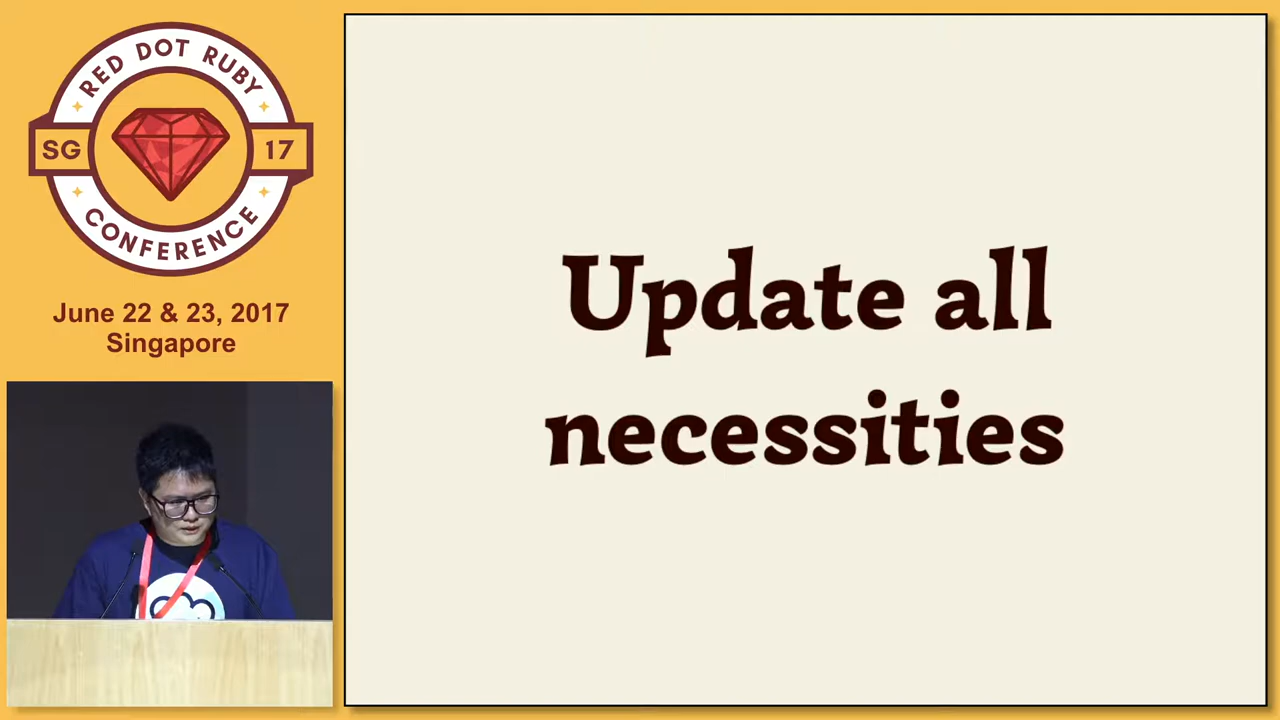 RED DOT RUBY
SG
17
CONFERENCE
June 22 & 23, 2017
Singapore
Update all
necessities